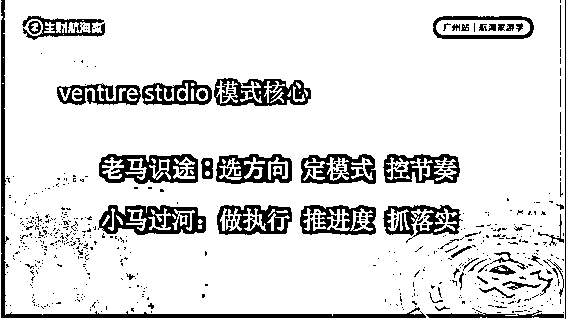 生财航海家
广州站 | 航海家游学
venture studio 模式核心
老马识途：选方向 定模式 控节奏
小马过河：做执行 推进度 抓落实